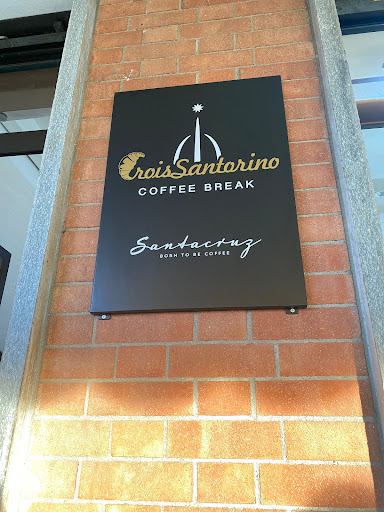 CroisSantorino
COFFEE BREAK
Santacruz
BORN TO BE COFFEE